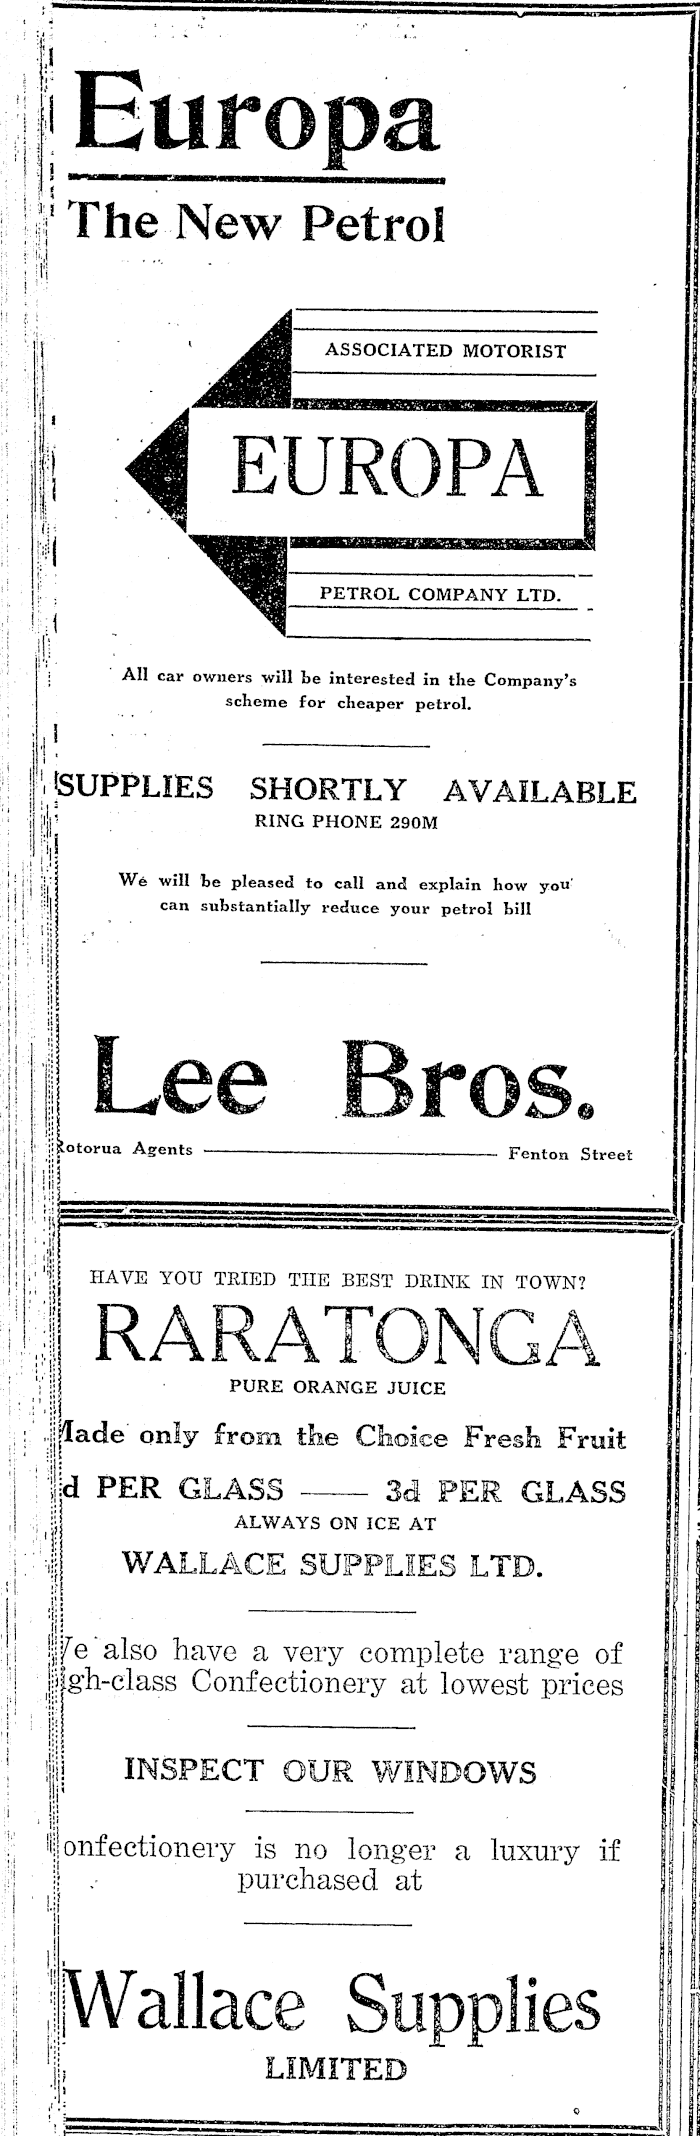 Europa
The New Petrol
ASSOCIATED MOTORIST
EUROPA
PETROL COMPANY LTD.
All car owners will be interested in the Company's
scheme for cheaper petrol.
SUPPLIES SHORTLY AVAILABLE
RING PHONE 290M
We will be pleased to call and explain how you
can substantially reduce your petrol bill
Lee Bros.
Rotorua Agents Fenton Street
HAVE YOU TRIED THE BEST DRINK IN TOWN?
RARATONGA
PURE ORANGE JUICE
Made only from the Choice Fresh Fruit
d PER GLASS —— 3d PER GLASS
ALWAYS ON ICE AT
WALLACE SUPPLIES LTD.
We also have a very complete range of
igh-class Confectionery at lowest prices
INSPECT OUR WINDOWS
onfectionery is no longer a luxury if
purchased at
Wallace Supplies
LIMITED